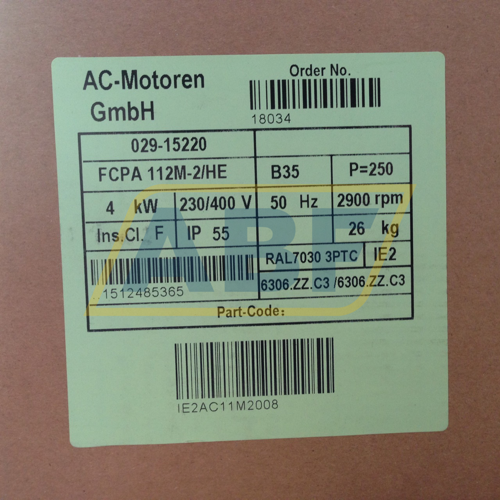 AC-Motoren
GmbH
Order No.
18034
029-15220
FCPA 112M-2/HE B35 P=250
4 kW 230/400 V 50 Hz 2900 rpm
Ins.Cl. F IP 55 26 kg
1512485365
RAL7030 3PTC IE2
6306.ZZ.C3 /6306.ZZ.C3
Part-Code:
IE2AC11M2008
ABF